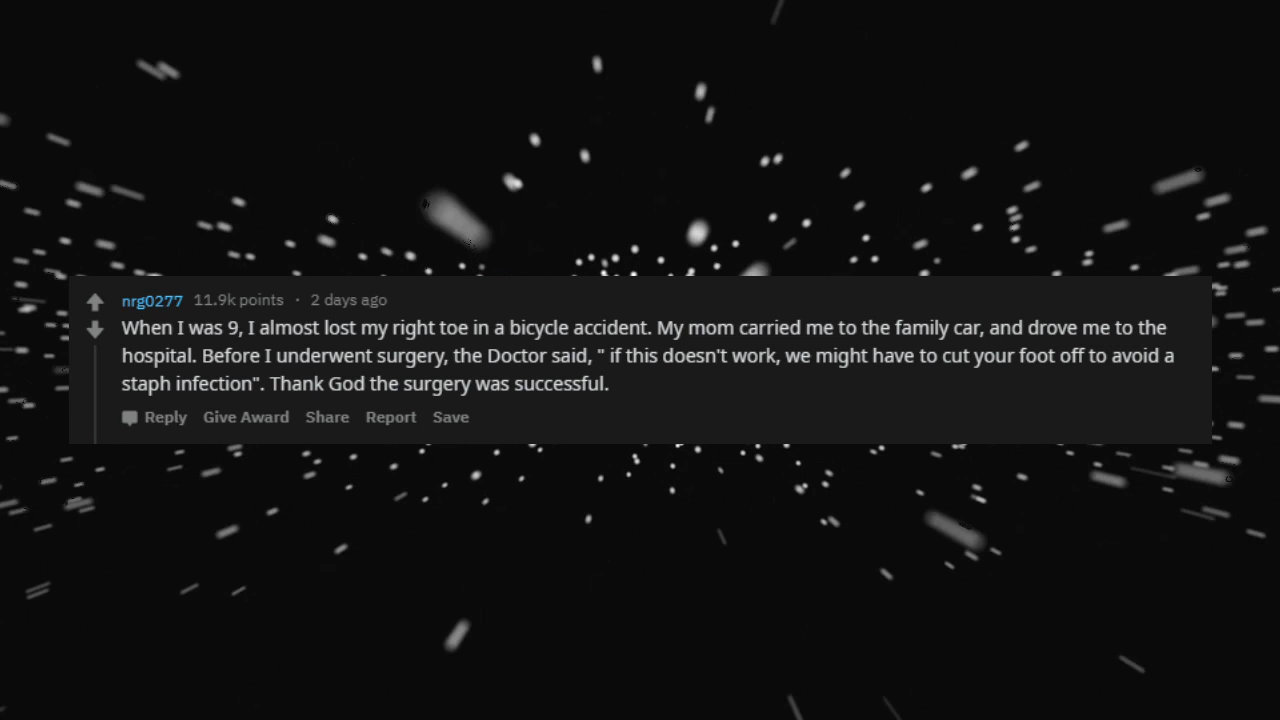 nrg0277 11.9k points · 2 days ago
When I was 9, I almost lost my right toe in a bicycle accident. My mom carried me to the family car, and drove me to the
hospital. Before I underwent surgery, the Doctor said, " if this doesn't work, we might have to cut your foot off to avoid a
staph infection". Thank God the surgery was successful.
Reply Give Award Share Report Save